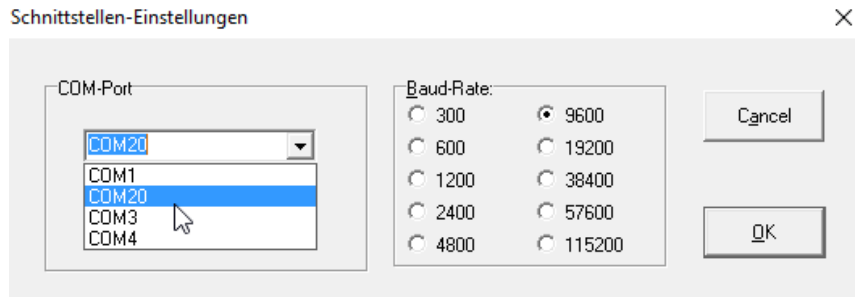 Schnittstellen-Einstellungen
COM-Port
COM20
COM1
COM20
COM3
COM4
Baud-Rate:
300
600
1200
2400
4800
9600
19200
38400
57600
115200
Cancel
OK